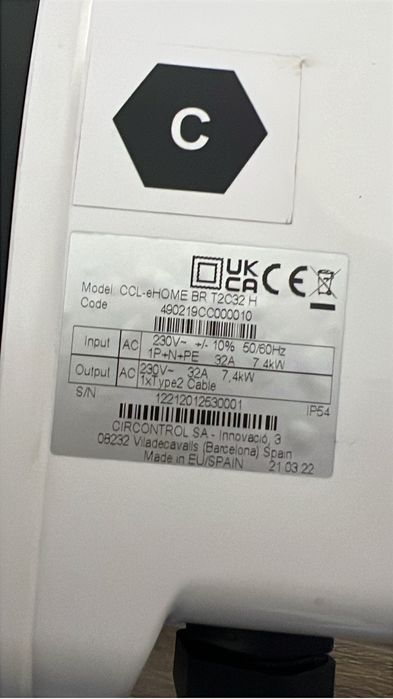 C
UK
CA CE
Model: CCL-eHOME BR T2C32 H
Code 490219CC000010
Input AC 230V~ +/- 10% 50/60Hz
1P+N+PE 32A 7.4kW
Output AC 230V~ 32A 7,4kW
1xType2 Cable
S/N 12212012630001 IP54
CIRCONTROL SA - Innovació, 3
08232 Viladecavalls (Barcelona) Spain
Made in EU/SPAIN 21 03 22